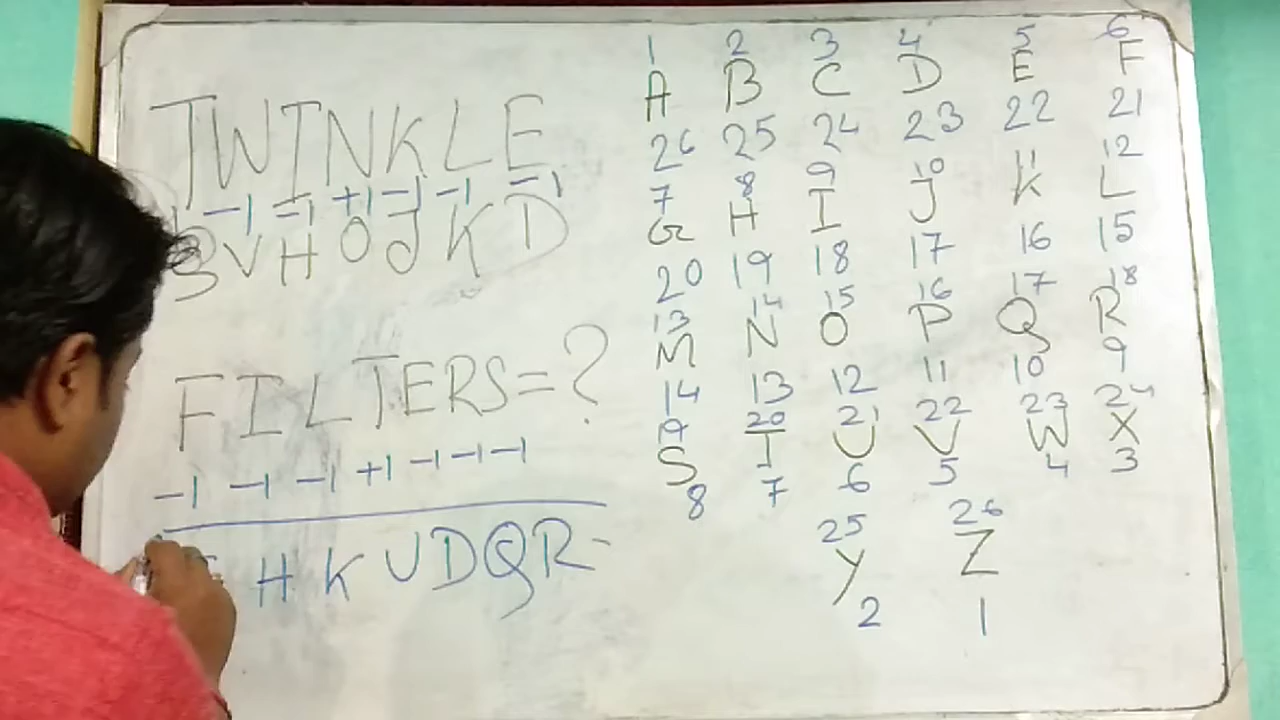 TWINKLE
-1 -1 +1 -1 -1 -1
SVHOJKD
FILTERS=?
-1 -1 -1 +1 -1 -1 -1
HKUDQR-
1 2 3 4 5 6
A B C D E F
26 25 24 23 22 21
7 8 9 10 11 12
G H I J K L
20 19 18 17 16 15
13 14 15 16 17 18
M N O P Q R
14 13 12 11 10 9
19 20 21 22 23 24
S T U V W X
8 7 6 5 4 3
25 26
Y Z
2 1